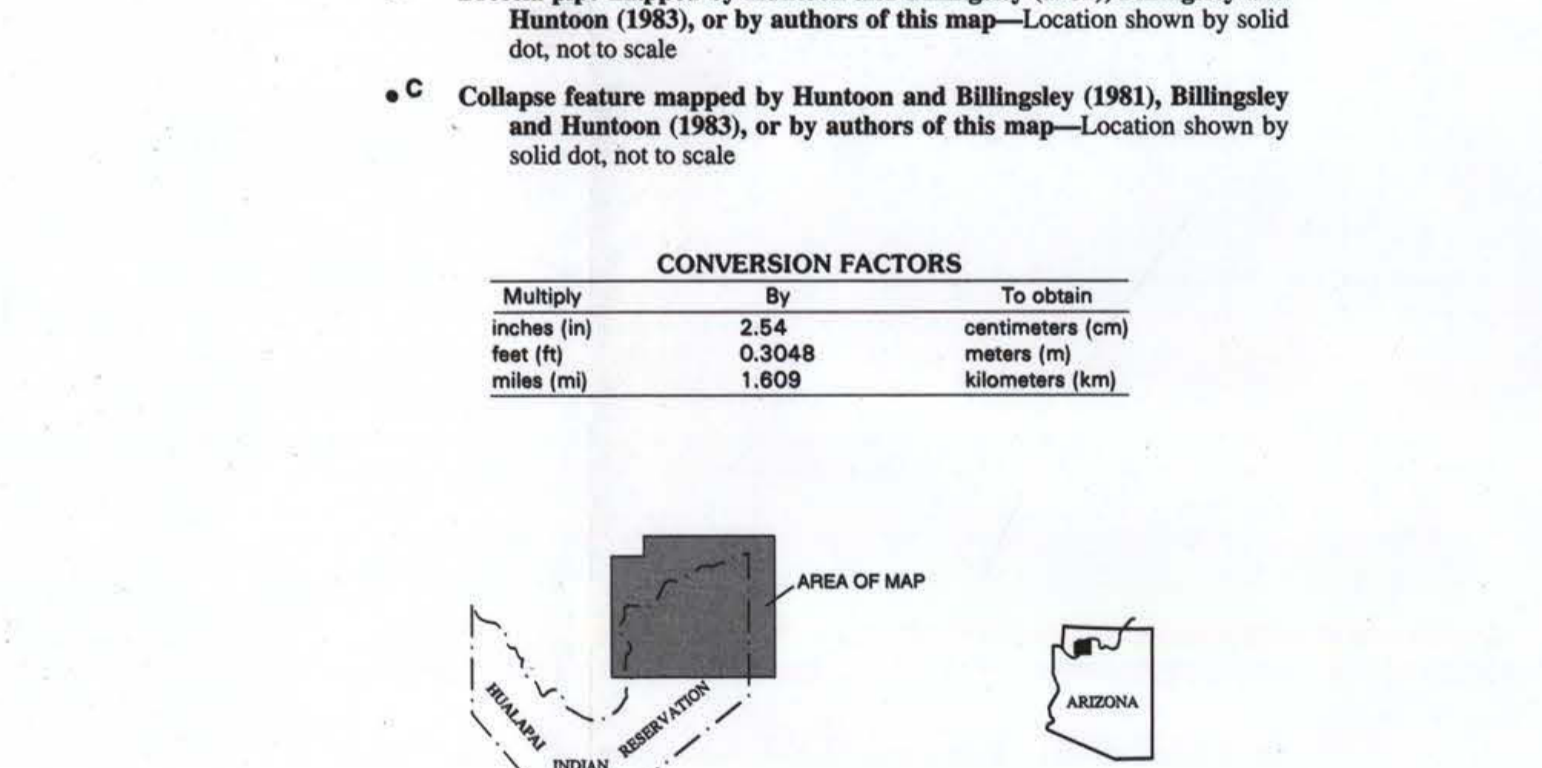 Huntoon (1983), or by authors of this map—Location shown by solid
dot, not to scale
• C Collapse feature mapped by Huntoon and Billingsley (1981), Billingsley
and Huntoon (1983), or by authors of this map—Location shown by
solid dot, not to scale
CONVERSION FACTORS
Multiply By To obtain
inches (in) 2.54 centimeters (cm)
feet (ft) 0.3048 meters (m)
miles (mi) 1.609 kilometers (km)
AREA OF MAP
HUALAPAI
INDIAN
RESERVATION
ARIZONA